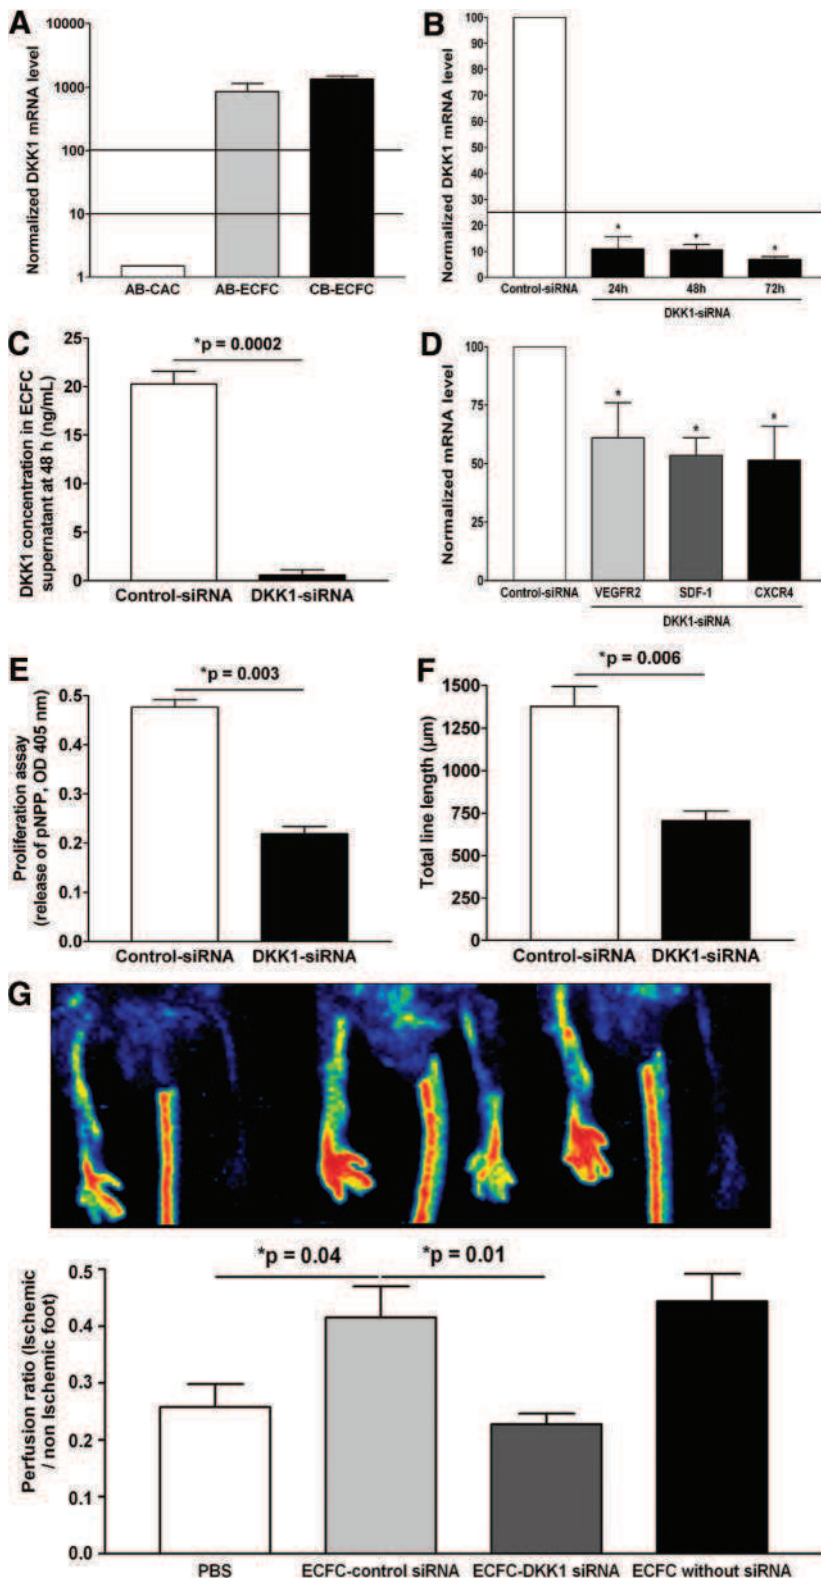 A
Normalized DKK1 mRNA level
10000
1000
100
10
1
AB-CAC AB-ECFC CB-ECFC
B
Normalized DKK1 mRNA level
100
90
80
70
60
50
40
30
20
10
0
* * *
Control-siRNA 24h 48h 72h
DKK1-siRNA
C
DKK1 concentration in ECFC
supernatant at 48 h (ng/mL)
25
20
15
10
5
0
*p = 0.0002
Control-siRNA DKK1-siRNA
D
Normalized mRNA level
100
75
50
25
0
* * *
Control-siRNA VEGFR2 SDF-1 CXCR4
DKK1-siRNA
E
Proliferation assay
(release of pNPP, OD 405 nm)
0.5
0.4
0.3
0.2
0.1
0.0
*p = 0.003
Control-siRNA DKK1-siRNA
F
Total line length (µm)
1500
1250
1000
750
500
250
0
*p = 0.006
Control-siRNA DKK1-siRNA
G
Perfusion ratio (Ischemic
/ non Ischemic foot)
0.5
0.4
0.3
0.2
0.1
0.0
*p = 0.04 *p = 0.01
PBS ECFC-control siRNA ECFC-DKK1 siRNA ECFC without siRNA